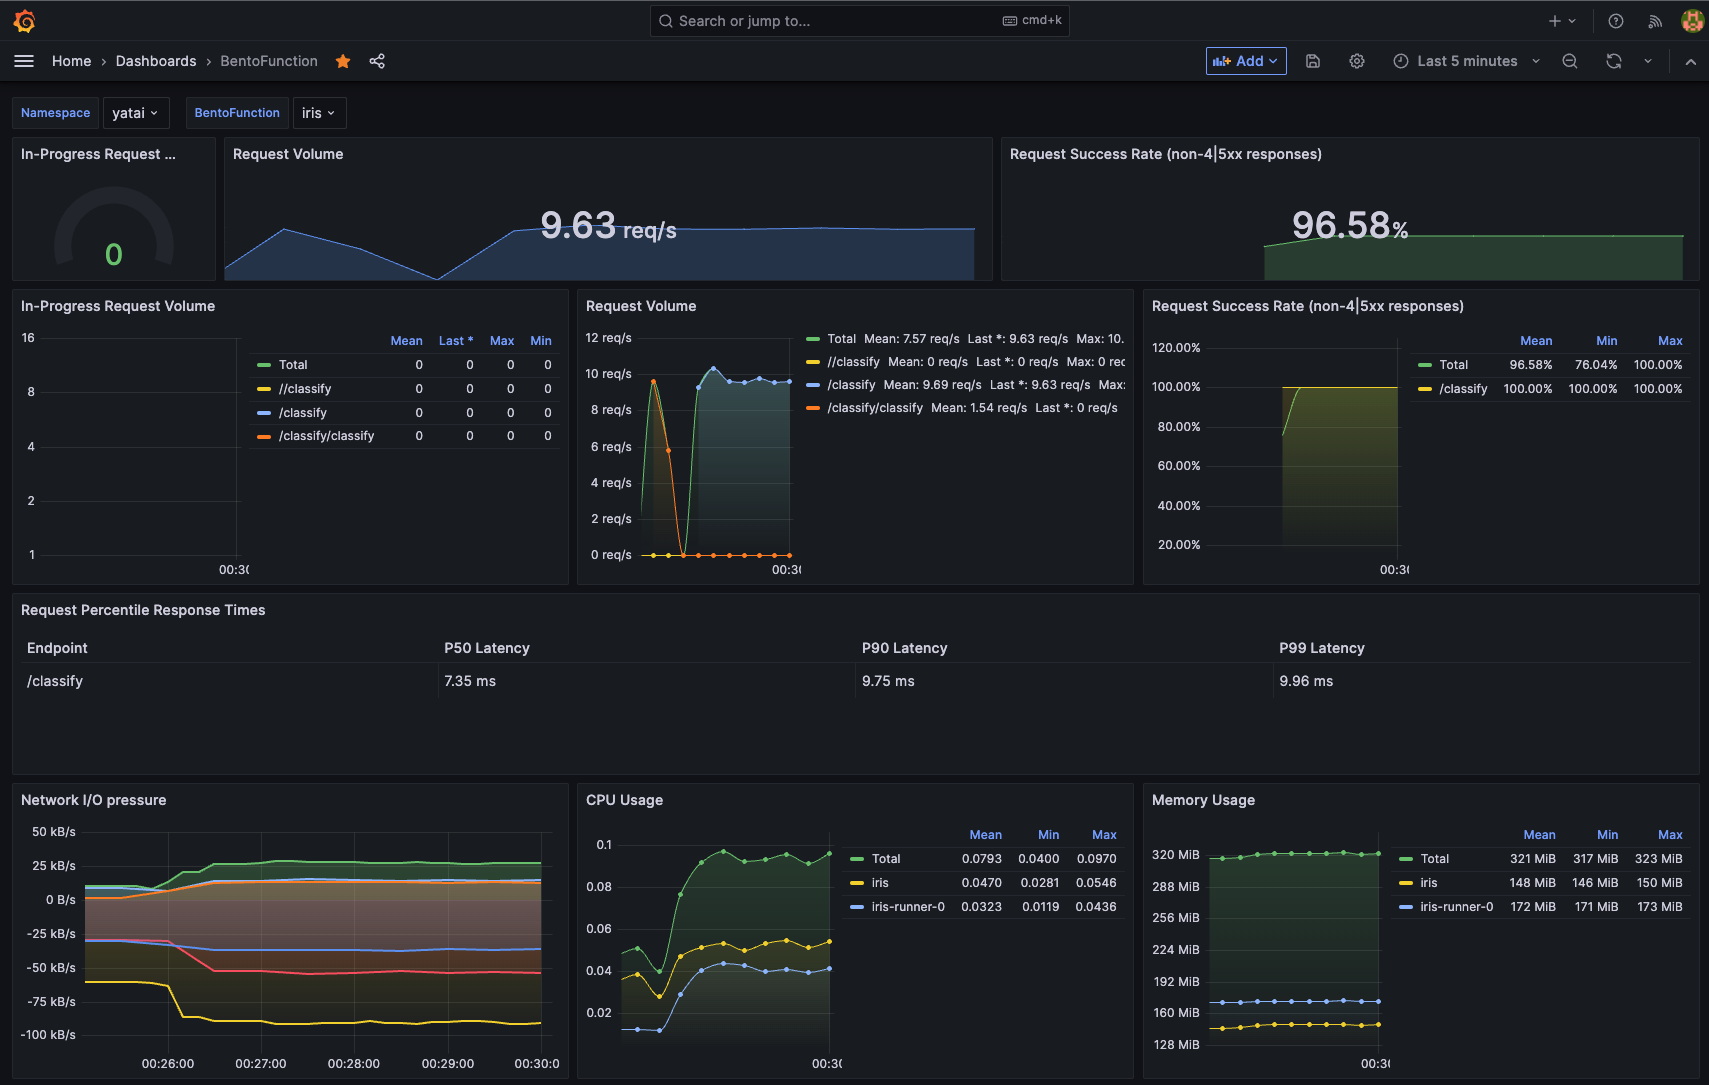 Search or jump to... cmd+k
Home › Dashboards › BentoFunction Add Last 5 minutes
Namespace yatai BentoFunction iris
In-Progress Request ...
0
Request Volume
9.63 req/s
Request Success Rate (non-4|5xx responses)
96.58%
In-Progress Request Volume
16
8
4
2
1
00:30
Mean Last * Max Min
Total 0 0 0 0
//classify 0 0 0 0
/classify 0 0 0 0
/classify/classify 0 0 0 0
Request Volume
12 req/s
10 req/s
8 req/s
6 req/s
4 req/s
2 req/s
0 req/s
00:30
Total Mean: 7.57 req/s Last *: 9.63 req/s Max: 10.
//classify Mean: 0 req/s Last *: 0 req/s Max: 0 req
/classify Mean: 9.69 req/s Last *: 9.63 req/s Max:
/classify/classify Mean: 1.54 req/s Last *: 0 req/s
Request Success Rate (non-4|5xx responses)
120.00%
100.00%
80.00%
60.00%
40.00%
20.00%
00:30
Mean Min Max
Total 96.58% 76.04% 100.00%
/classify 100.00% 100.00% 100.00%
Request Percentile Response Times
Endpoint P50 Latency P90 Latency P99 Latency
/classify 7.35 ms 9.75 ms 9.96 ms
Network I/O pressure
50 kB/s
25 kB/s
0 B/s
-25 kB/s
-50 kB/s
-75 kB/s
-100 kB/s
00:26:00 00:27:00 00:28:00 00:29:00 00:30:0
CPU Usage
0.1
0.08
0.06
0.04
0.02
00:30
Mean Min Max
Total 0.0793 0.0400 0.0970
iris 0.0470 0.0281 0.0546
iris-runner-0 0.0323 0.0119 0.0436
Memory Usage
320 MiB
288 MiB
256 MiB
224 MiB
192 MiB
160 MiB
128 MiB
00:30
Mean Min Max
Total 321 MiB 317 MiB 323 MiB
iris 148 MiB 146 MiB 150 MiB
iris-runner-0 172 MiB 171 MiB 173 MiB